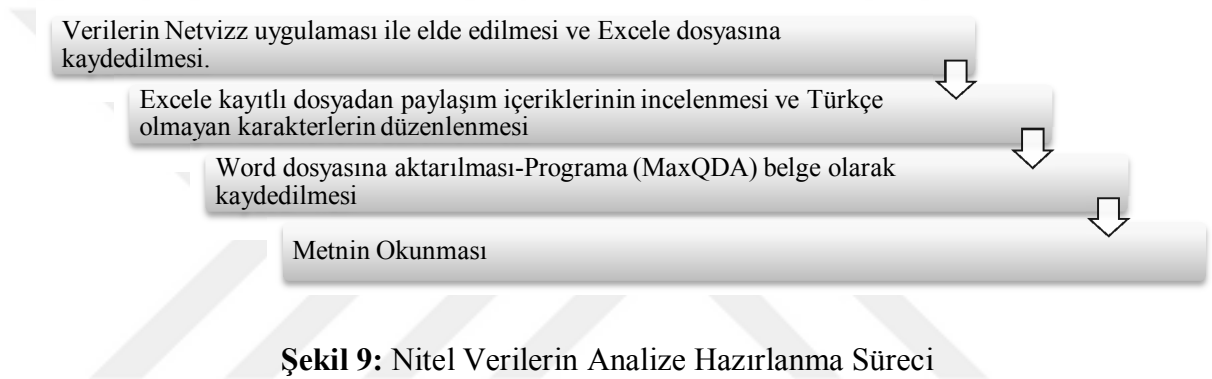 Verilerin Netvizz uygulaması ile elde edilmesi ve Excele dosyasına
kaydedilmesi.
Excele kayıtlı dosyadan paylaşım içeriklerinin incelenmesi ve Türkçe
olmayan karakterlerin düzenlenmesi
Word dosyasına aktarılması-Programa (MaxQDA) belge olarak
kaydedilmesi
Metnin Okunması
Şekil 9: Nitel Verilerin Analize Hazırlanma Süreci